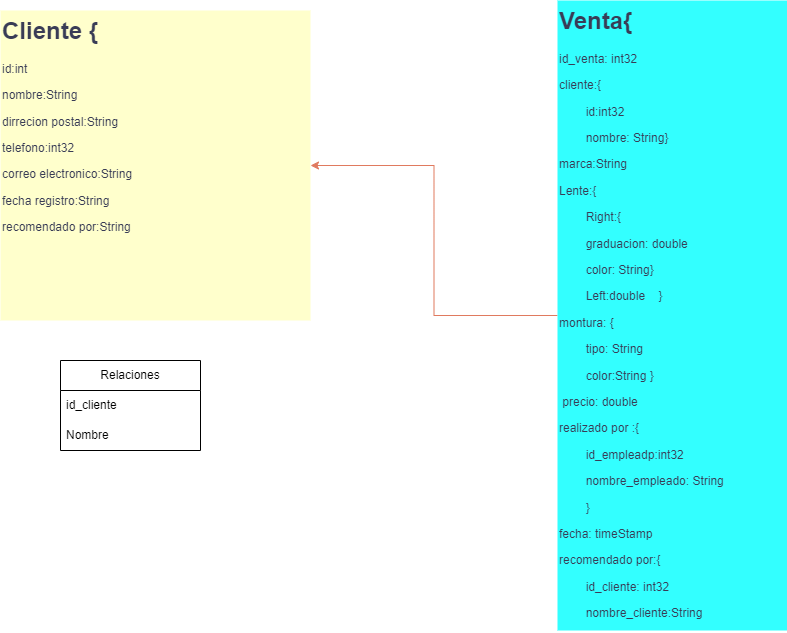 Cliente {
id:int
nombre:String
dirrecion postal:String
telefono:int32
correo electronico:String
fecha registro:String
recomendado por:String
Relaciones
id_cliente
Nombre
Venta{
id_venta: int32
cliente:{
id:int32
nombre: String}
marca:String
Lente:{
Right:{
graduacion: double
color: String}
Left:double }
montura: {
tipo: String
color:String }
precio: double
realizado por :{
id_empleadp:int32
nombre_empleado: String
}
fecha: timeStamp
recomendado por:{
id_cliente: int32
nombre_cliente:String